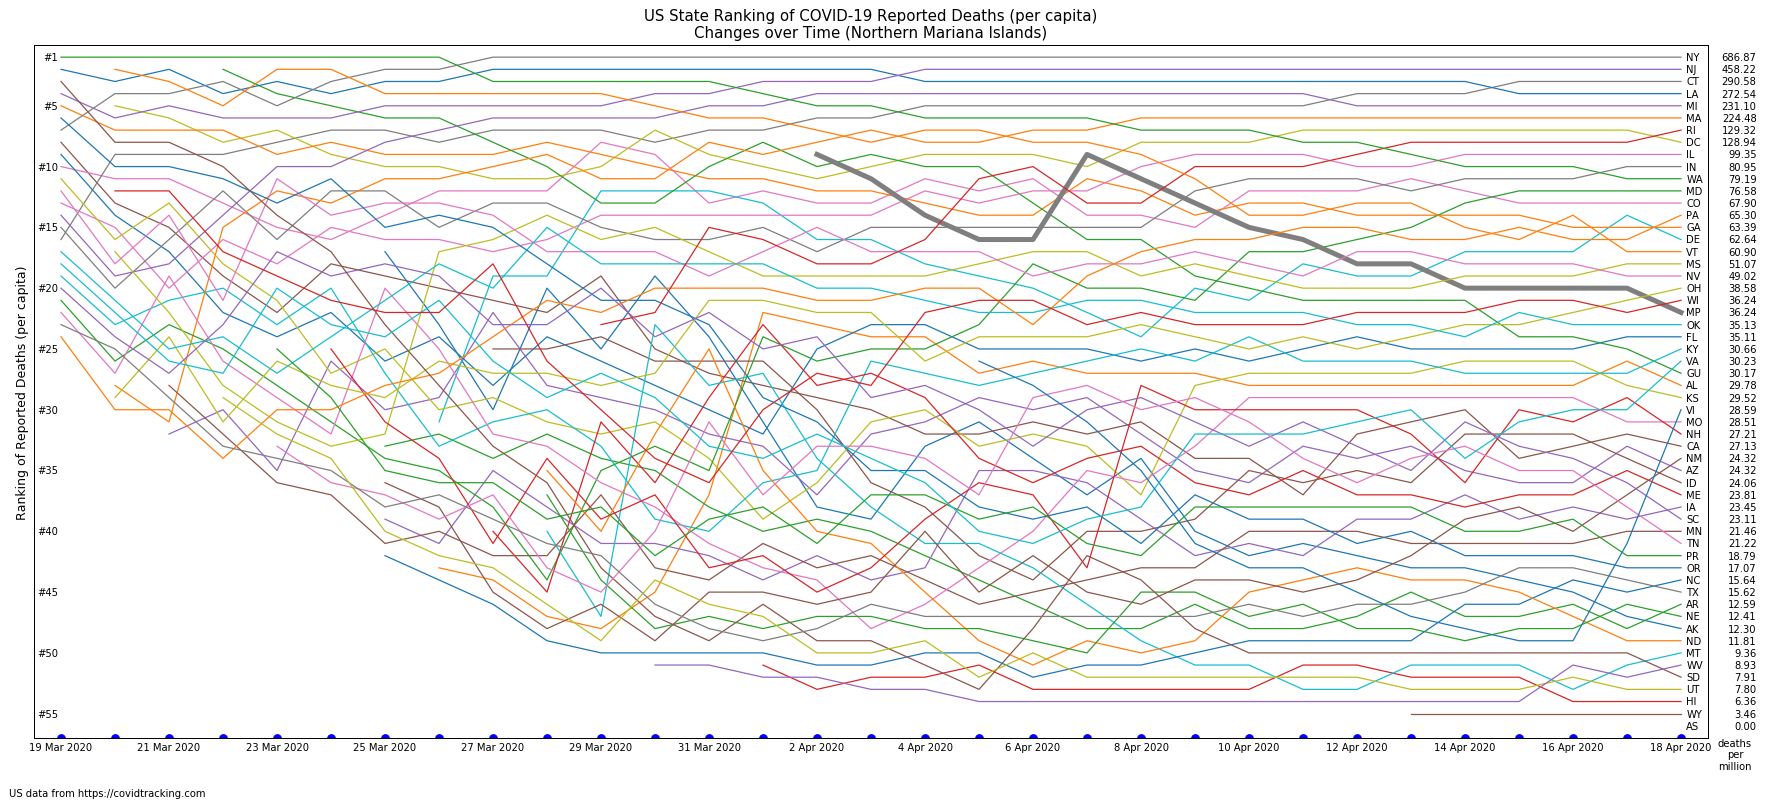 US State Ranking of COVID-19 Reported Deaths (per capita)
Changes over Time (Northern Mariana Islands)
Ranking of Reported Deaths (per capita)
#1
#5
#10
#15
#20
#25
#30
#35
#40
#45
#50
#55
NY 686.87
NJ 458.22
CT 290.58
LA 272.54
MI 231.10
MA 224.48
RI 129.32
DC 128.94
IL 99.35
IN 80.95
WA 79.19
MD 76.58
CO 67.90
PA 65.30
GA 63.39
DE 62.64
VT 60.90
MS 51.07
NV 49.02
OH 38.58
WI 36.24
MP 36.24
OK 35.13
FL 35.11
KY 30.66
VA 30.23
GU 30.17
AL 29.78
KS 29.52
VI 28.59
MO 28.51
NH 27.21
CA 27.13
NM 24.32
AZ 24.32
ID 24.06
ME 23.81
IA 23.45
SC 23.11
MN 21.46
TN 21.22
PR 18.79
OR 17.07
NC 15.64
TX 15.62
AR 12.59
NE 12.41
AK 12.30
ND 11.81
MT 9.36
WV 8.93
SD 7.91
UT 7.80
HI 6.36
WY 3.46
AS 0.00
19 Mar 2020 21 Mar 2020 23 Mar 2020 25 Mar 2020 27 Mar 2020 29 Mar 2020 31 Mar 2020 2 Apr 2020 4 Apr 2020 6 Apr 2020 8 Apr 2020 10 Apr 2020 12 Apr 2020 14 Apr 2020 16 Apr 2020 18 Apr 2020
deaths
per
million
US data from https://covidtracking.com